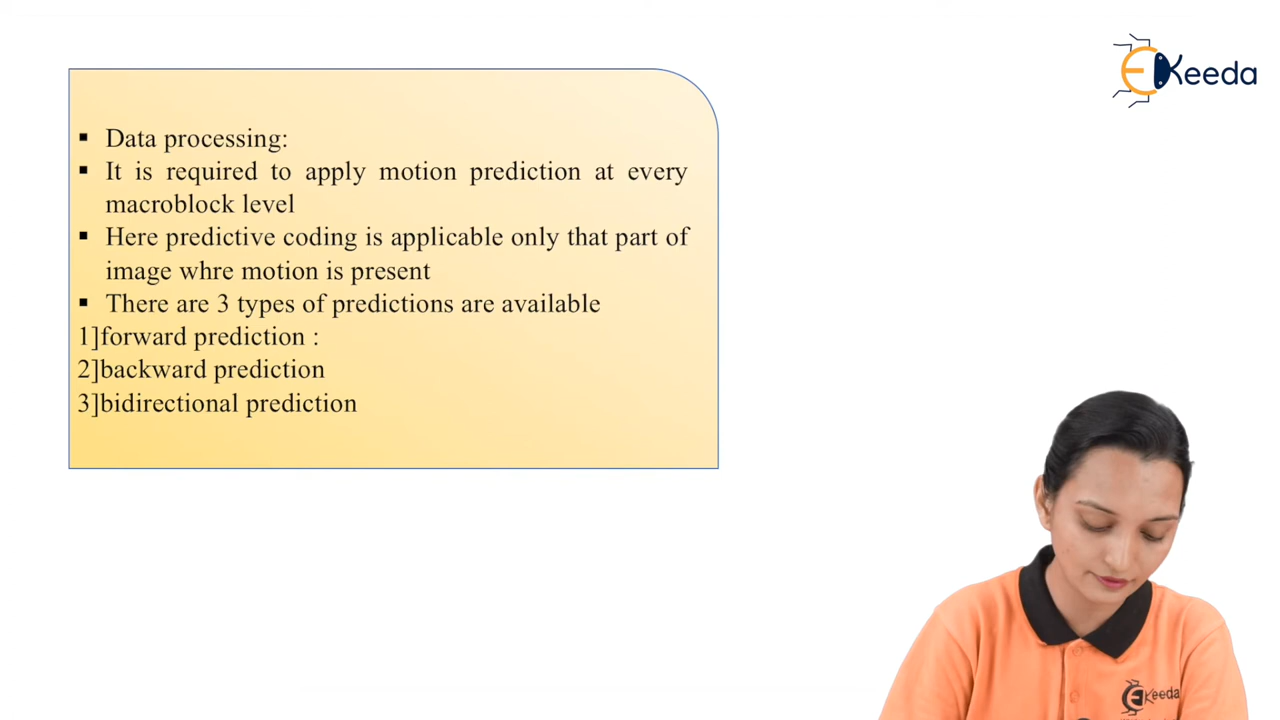 Keeda
▪ Data processing:
▪ It is required to apply motion prediction at every
macroblock level
▪ Here predictive coding is applicable only that part of
image whre motion is present
▪ There are 3 types of predictions are available
1]forward prediction :
2]backward prediction
3]bidirectional prediction
Keeda